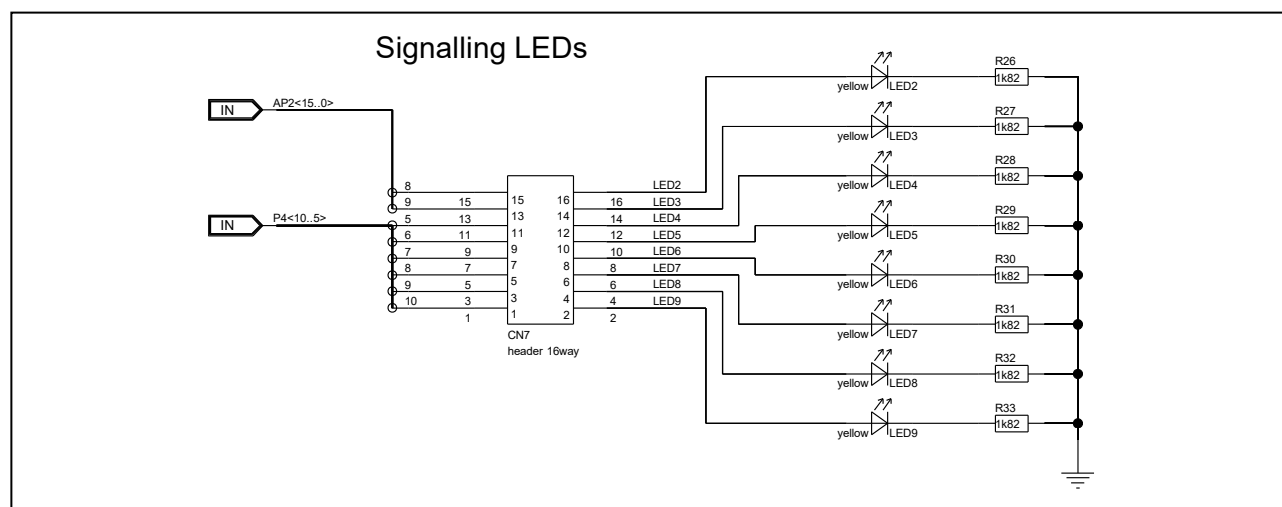 Signalling LEDs
R26
1k82
yellow LED2
IN AP2<15..0>
R27
1k82
yellow LED3
R28
1k82
yellow LED4
8 15 16 LED2
9 15 13 14 16 LED3
IN P4<10..5>
5 13 11 12 14 LED4
6 11 9 10 12 LED5
7 9 7 8 10 LED6
8 7 5 6 8 LED7
9 5 3 4 6 LED8
10 3 1 2 4 LED9
1 2
CN7
header 16way
R29
1k82
yellow LED5
R30
1k82
yellow LED6
R31
1k82
yellow LED7
R32
1k82
yellow LED8
R33
1k82
yellow LED9